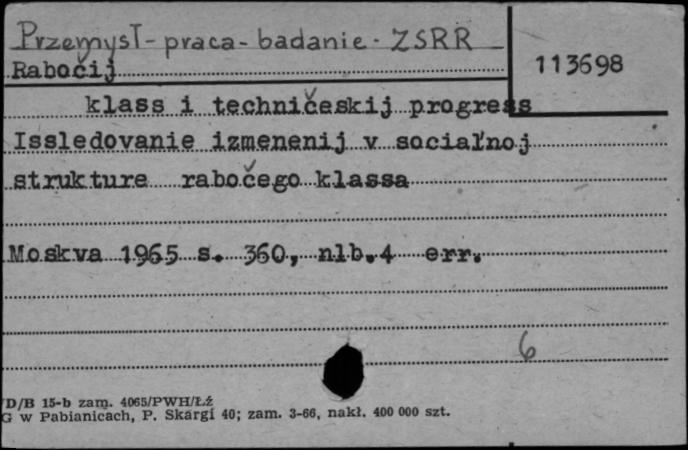 Przemysł - praca - badanie - ZSRR
Rabočij
113698
klass i techničeskij progress
Issledovanie izmenenij v social'noj
strukture rabočego klassa
Moskva 1965 s. 360, nlb.4 err.
6
D/B 15-b zam. 4065/PWH/Łź
G w Pabianicach, P. Skargi 40; zam. 3-66, nakł. 400 000 szt.